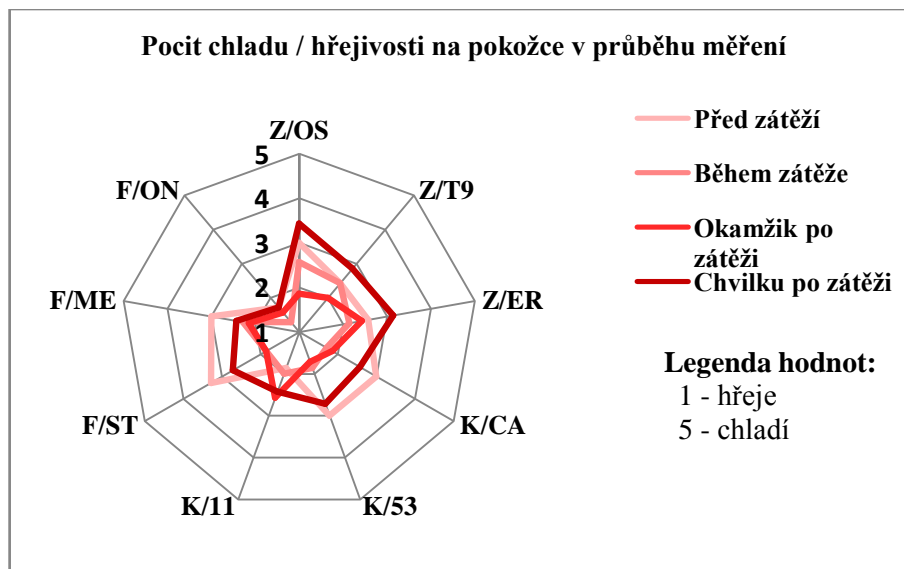 Pocit chladu / hřejivosti na pokožce v průběhu měření
Z/OS
Z/T9
Z/ER
K/CA
K/53
K/11
F/ST
F/ME
F/ON
5
4
3
2
1
Před zátěží
Během zátěže
Okamžik po
zátěži
Chvilku po zátěži
Legenda hodnot:
1 - hřeje
5 - chladí